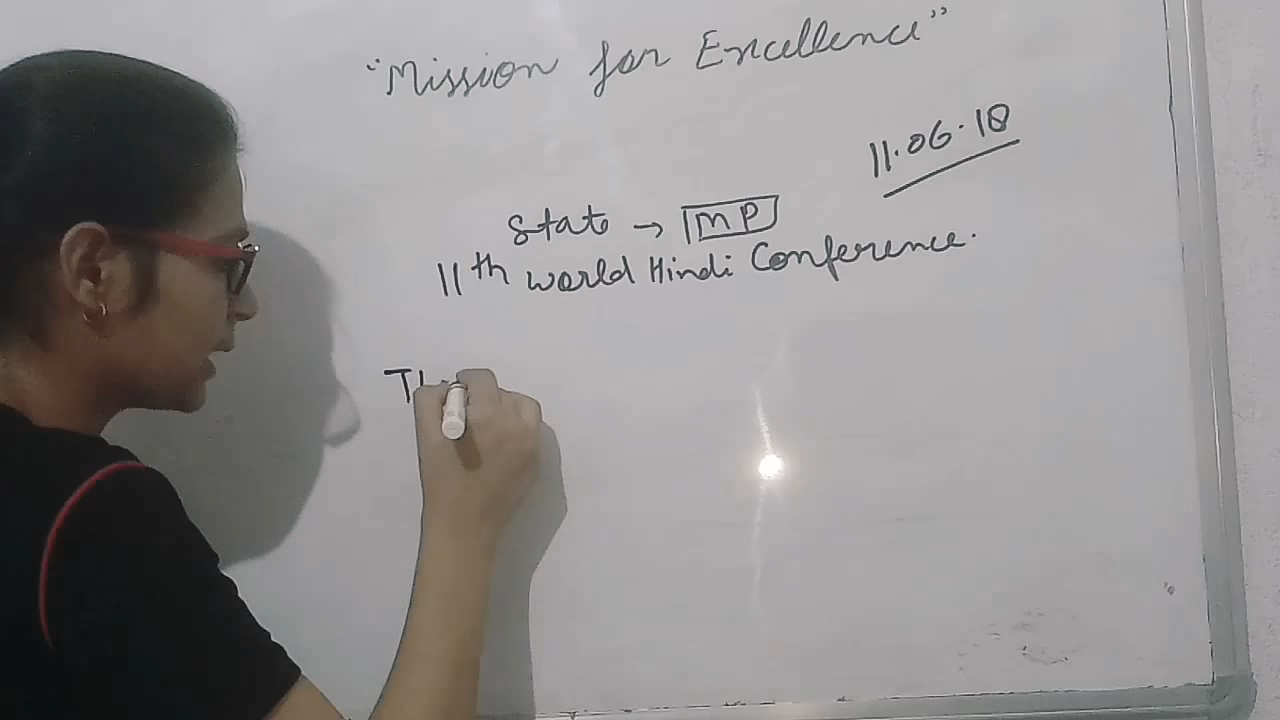 "Mission for Excellence"
11.06.18
State → MP
11th world Hindi Conference.